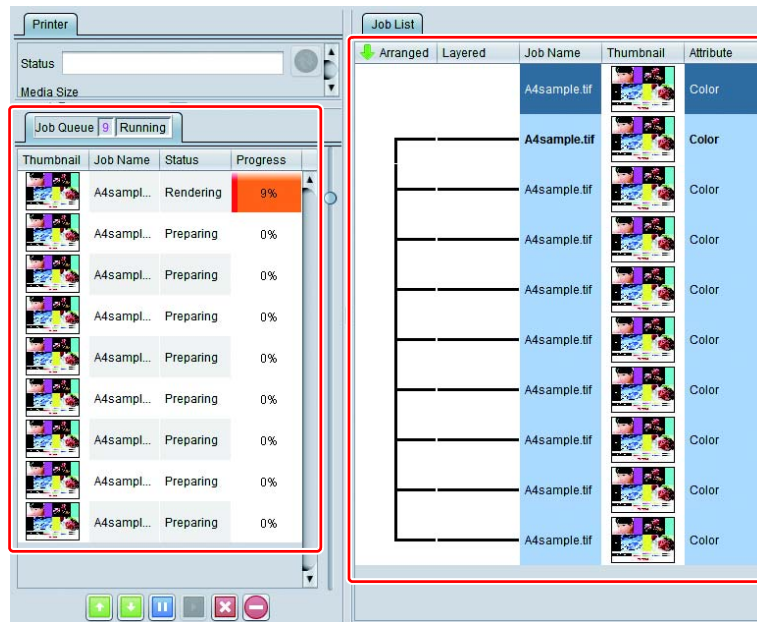 Printer
Status
Media Size
Job Queue 9 Running
Thumbnail Job Name Status Progress
A4sampl... Rendering 9%
A4sampl... Preparing 0%
A4sampl... Preparing 0%
A4sampl... Preparing 0%
A4sampl... Preparing 0%
A4sampl... Preparing 0%
A4sampl... Preparing 0%
A4sampl... Preparing 0%
A4sampl... Preparing 0%
Job List
Arranged Layered Job Name Thumbnail Attribute
A4sample.tif Color
A4sample.tif Color
A4sample.tif Color
A4sample.tif Color
A4sample.tif Color
A4sample.tif Color
A4sample.tif Color
A4sample.tif Color
A4sample.tif Color
A4sample.tif Color